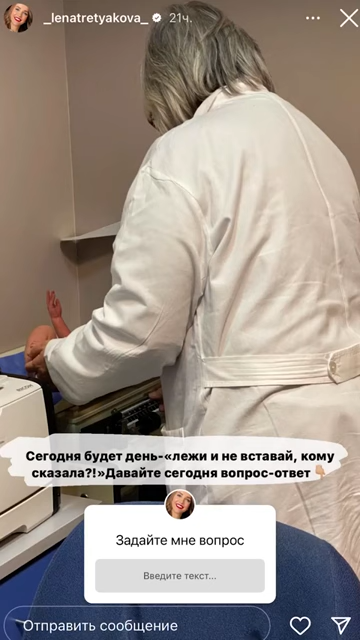 _lenatretyakova_ 21ч.
Сегодня будет день-«лежи и не вставай, кому
сказала?!»Давайте сегодня вопрос-ответ
Задайте мне вопрос
Введите текст...
Отправить сообщение